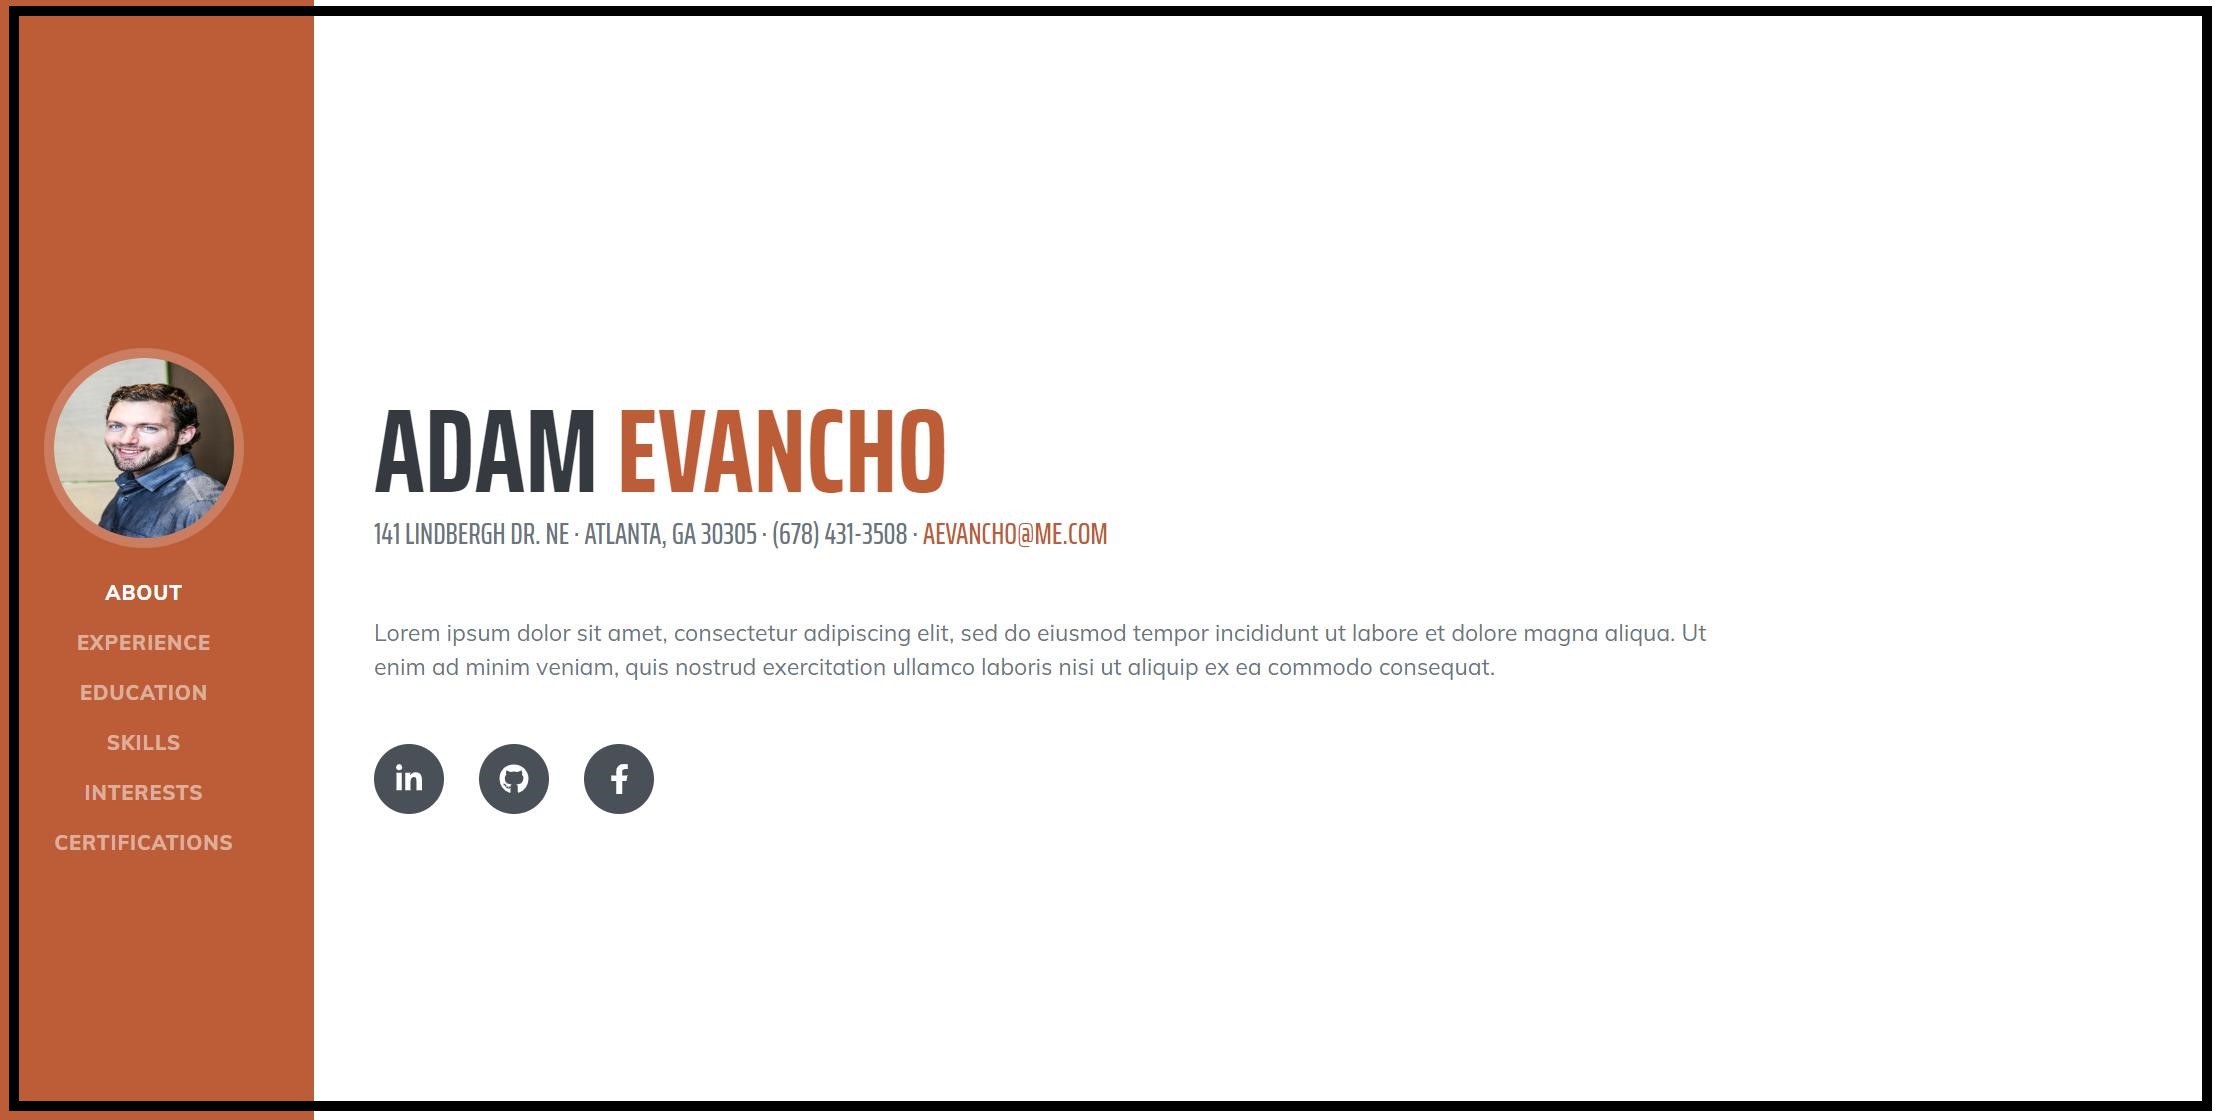 ABOUT
EXPERIENCE
EDUCATION
SKILLS
INTERESTS
CERTIFICATIONS
ADAM EVANCHO
141 LINDBERGH DR. NE · ATLANTA, GA 30305 · (678) 431-3508 · AEVANCHO@ME.COM
Lorem ipsum dolor sit amet, consectetur adipiscing elit, sed do eiusmod tempor incididunt ut labore et dolore magna aliqua. Ut
enim ad minim veniam, quis nostrud exercitation ullamco laboris nisi ut aliquip ex ea commodo consequat.
in
f